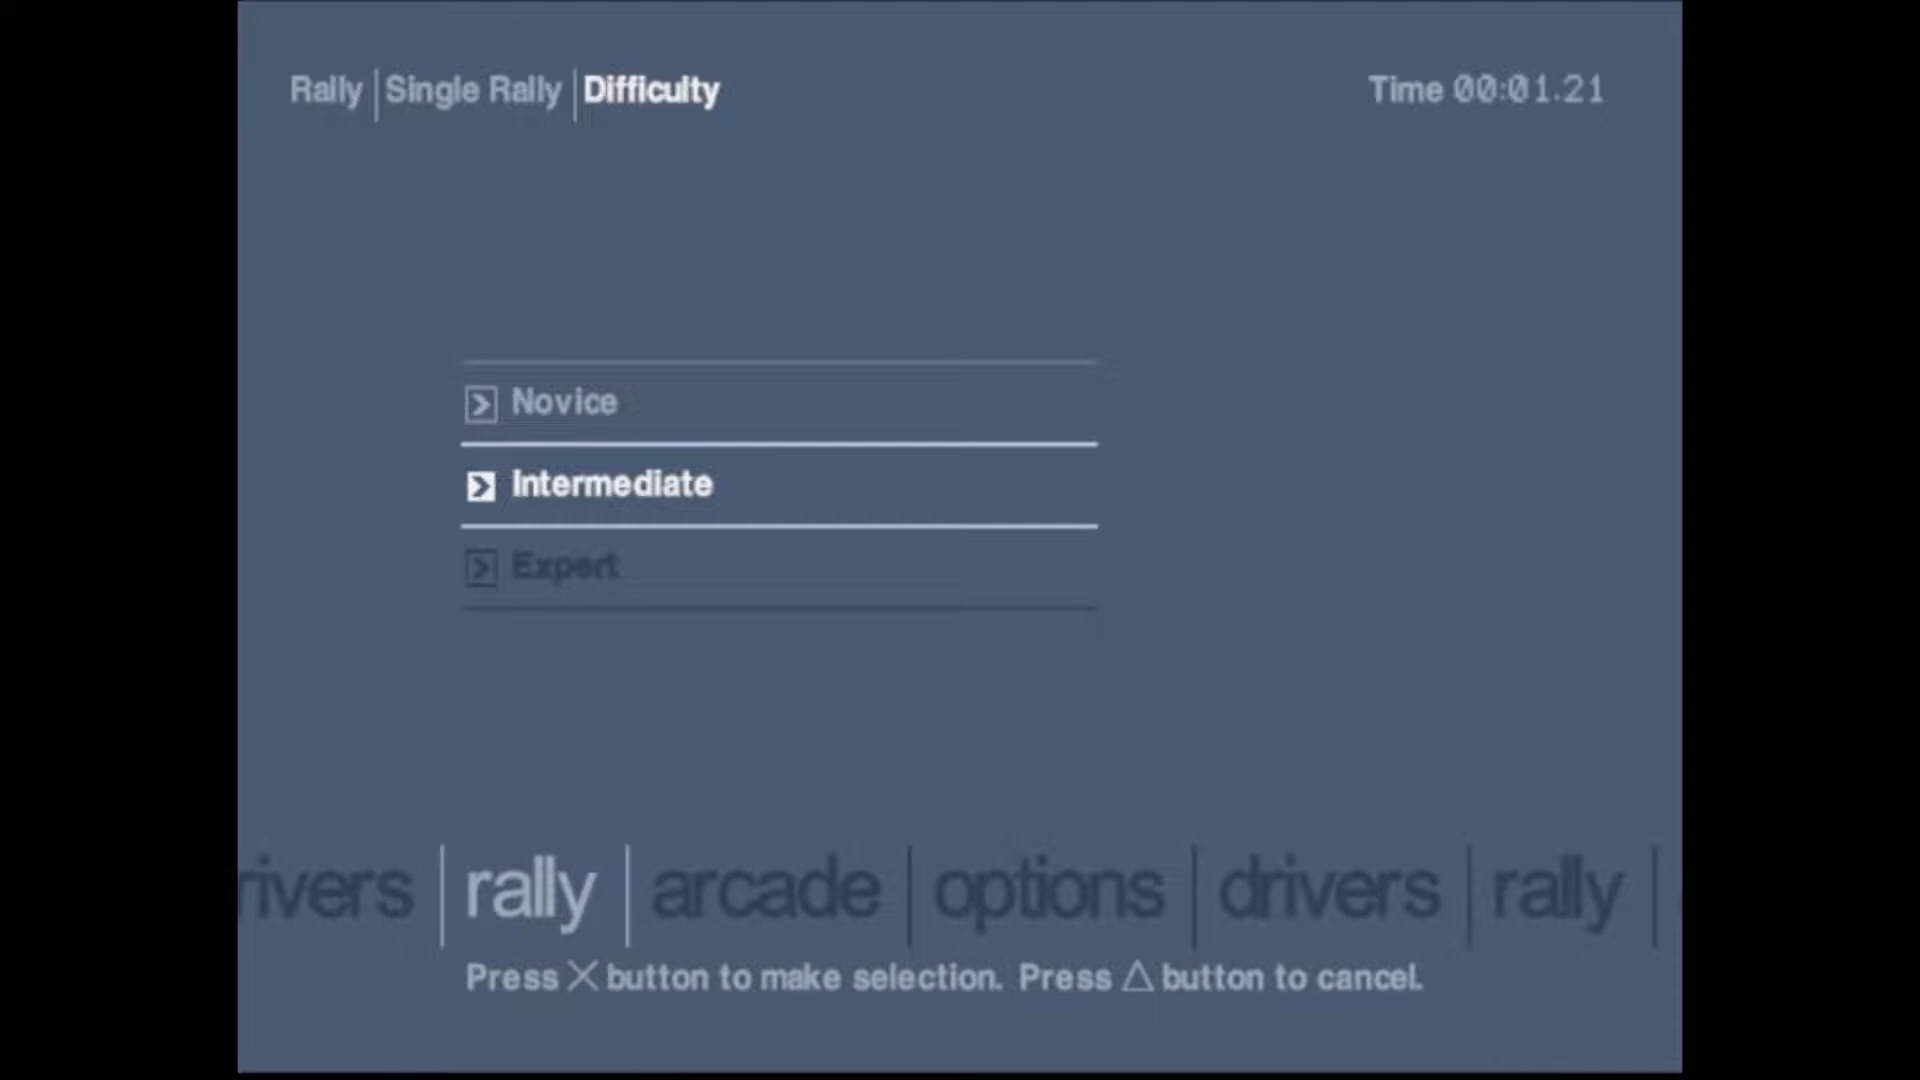 Rally Single Rally Difficulty Time 00:01.21
Novice
Intermediate
Expert
rivers rally arcade options drivers rally
Press X button to make selection. Press △ button to cancel.